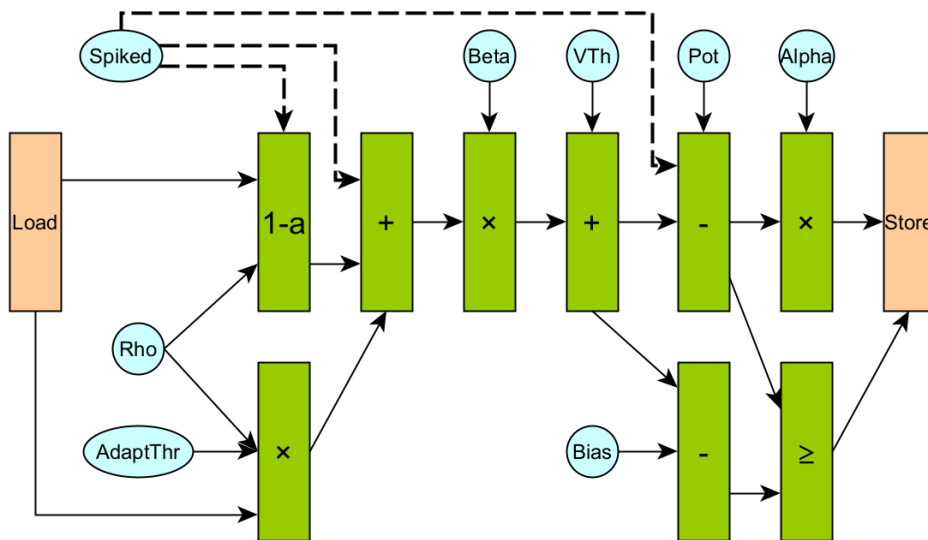 Spiked
Beta
VTh
Pot
Alpha
Load
1-a
+
×
+
-
×
Store
Rho
AdaptThr
×
Bias
-
≥